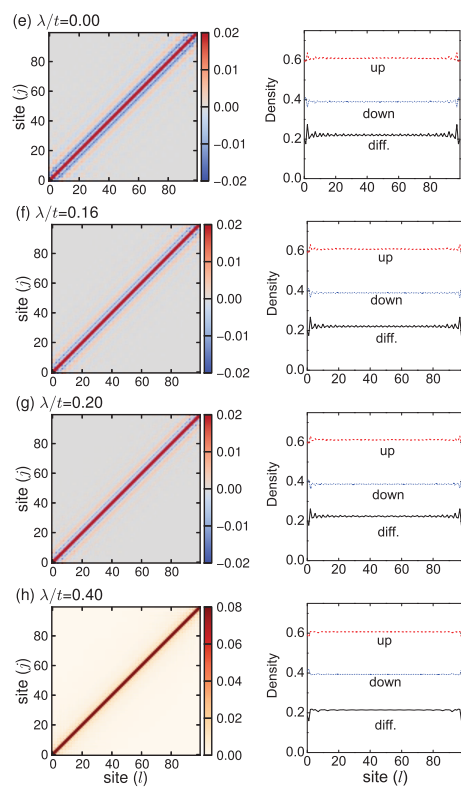 (e) λ/t=0.00
site (j)
80
60
40
20
0
0 20 40 60 80
0.02
0.01
0.00
−0.01
−0.02
Density
0.6
0.4
0.2
0.0
up
down
diff.
0 20 40 60 80
(f) λ/t=0.16
site (j)
80
60
40
20
0
0 20 40 60 80
0.02
0.01
0.00
−0.01
−0.02
Density
0.6
0.4
0.2
0.0
up
down
diff.
0 20 40 60 80
(g) λ/t=0.20
site (j)
80
60
40
20
0
0 20 40 60 80
0.02
0.01
0.00
−0.01
−0.02
Density
0.6
0.4
0.2
0.0
up
down
diff.
0 20 40 60 80
(h) λ/t=0.40
site (j)
80
60
40
20
0
0 20 40 60 80
site (l)
0.08
0.06
0.04
0.02
0.00
Density
0.6
0.4
0.2
0.0
up
down
diff.
0 20 40 60 80
site (l)